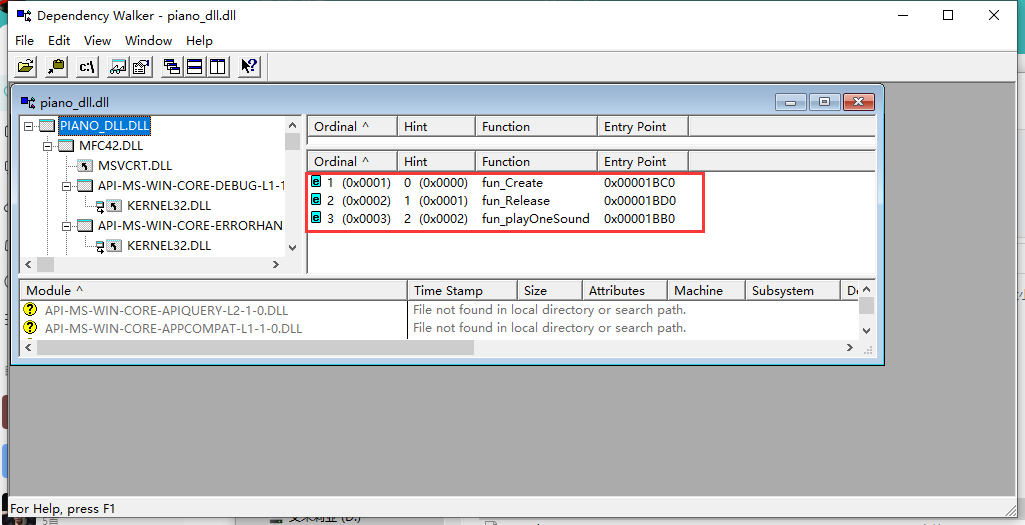 Dependency Walker - piano_dll.dll
File Edit View Window Help
c:\
piano_dll.dll
PIANO_DLL.DLL
MFC42.DLL
MSVCRT.DLL
API-MS-WIN-CORE-DEBUG-L1-1
KERNEL32.DLL
API-MS-WIN-CORE-ERRORHAN
KERNEL32.DLL
Ordinal ^ Hint Function Entry Point
Ordinal ^ Hint Function Entry Point
1 (0x0001) 0 (0x0000) fun_Create 0x00001BC0
2 (0x0002) 1 (0x0001) fun_Release 0x00001BD0
3 (0x0003) 2 (0x0002) fun_playOneSound 0x00001BB0
Module ^ Time Stamp Size Attributes Machine Subsystem De
API-MS-WIN-CORE-APIQUERY-L2-1-0.DLL File not found in local directory or search path.
API-MS-WIN-CORE-APPCOMPAT-L1-1-0.DLL File not found in local directory or search path.
For Help, press F1